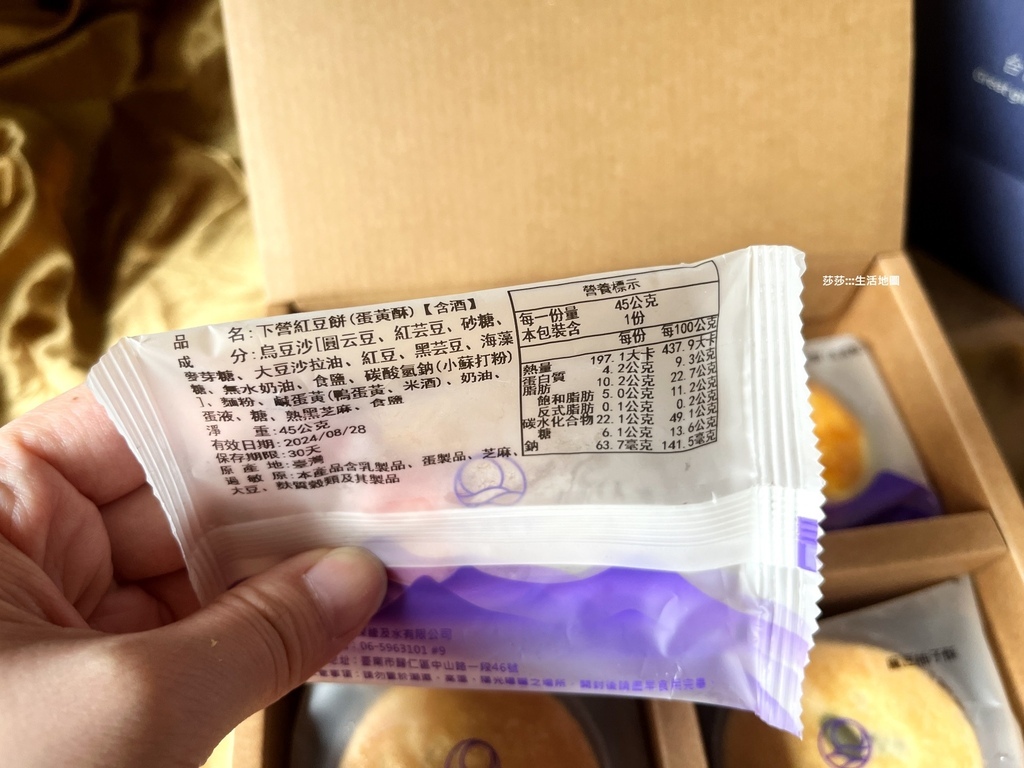 莎莎:::生活地圖
品　　名:下營紅豆餅(蛋黃酥)【含酒】
成　　分:烏豆沙[圓云豆、紅芸豆、砂糖、
麥芽糖、大豆沙拉油、紅豆、黑芸豆、海藻
糖、無水奶油、食鹽、碳酸氫鈉(小蘇打粉)
]、麵粉、鹹蛋黃(鴨蛋黃、米酒)、奶油、
蛋液、糖、熟黑芝麻、食鹽
淨　　重:45公克
有效日期:2024/08/28
保存期限:30天
原 產 地:臺灣
過 敏 原:本產品含乳製品、蛋製品、芝麻、
大豆、麩質穀類及其製品
營養標示
每一份量 45公克
本包裝含 1份
每份 每100公克
熱量 197.1大卡 437.9大卡
蛋白質 4.2公克 9.3公克
脂肪 10.2公克 22.7公克
飽和脂肪 5.0公克 11.2公克
反式脂肪 0.1公克 0.2公克
碳水化合物 22.1公克 49.1公克
糖 6.1公克 13.6公克
鈉 63.7毫克 141.5毫克
有限公司
06-5963101 #9
臺南市歸仁區中山路一段46號